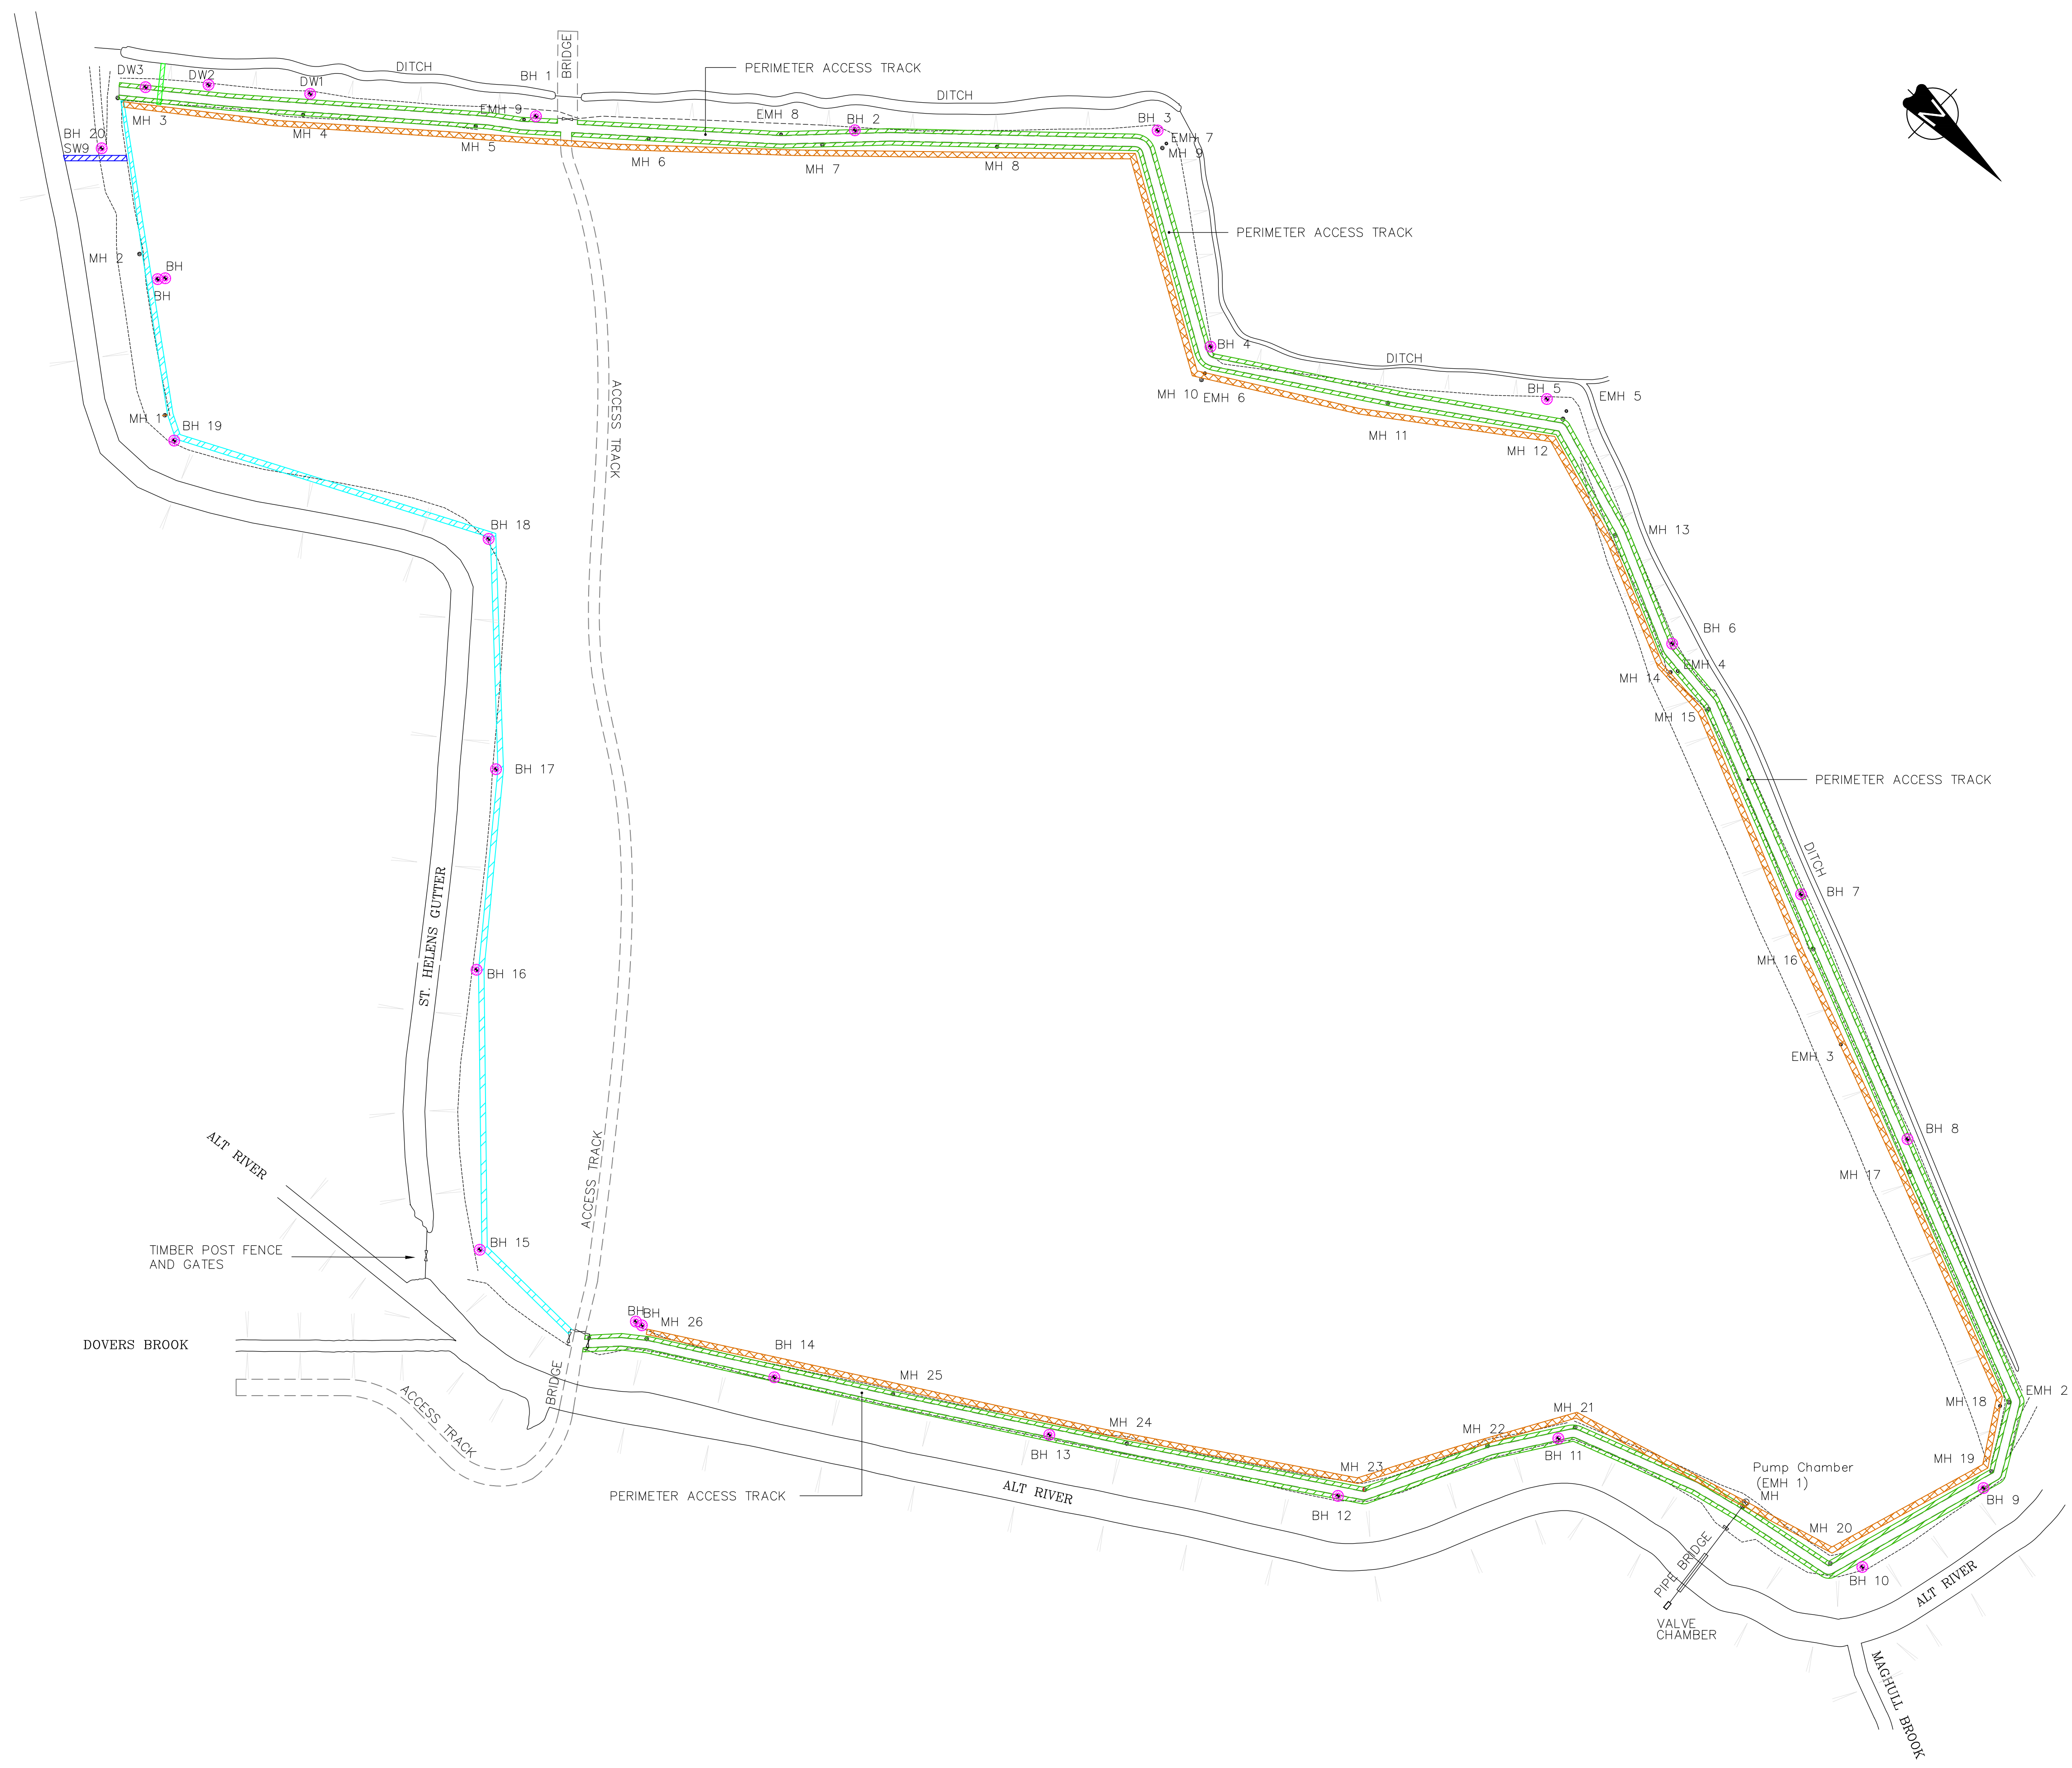 BRIDGE
BH 1
PERIMETER ACCESS TRACK
DITCH
DW3
DW2
DW1
DITCH
N
EMH 9
EMH 8
BH 2
BH 3
EMH 7
MH 3
MH 4
MH 5
MH 6
MH 7
MH 8
MH 9
BH 20
SW9
PERIMETER ACCESS TRACK
MH 2
BH
BH
BH 4
DITCH
MH 10
EMH 6
BH 5
EMH 5
MH 1
BH 19
ACCESS TRACK
MH 11
MH 12
BH 18
MH 13
BH 6
EMH 4
MH 14
MH 15
BH 17
PERIMETER ACCESS TRACK
DITCH
BH 7
ST. HELENS GUTTER
BH 16
MH 16
EMH 3
ALT RIVER
ACCESS TRACK
BH 8
MH 17
TIMBER POST FENCE
AND GATES
BH 15
DOVERS BROOK
BH
BH
MH 26
BH 14
MH 25
BRIDGE
ACCESS TRACK
MH 24
BH 13
MH 21
MH 22
BH 11
MH 18
EMH 2
MH 19
MH 23
Pump Chamber
(EMH 1)
MH
BH 9
PERIMETER ACCESS TRACK
ALT RIVER
BH 12
MH 20
PIPE BRIDGE
BH 10
ALT RIVER
VALVE
CHAMBER
MAGHULL BROOK